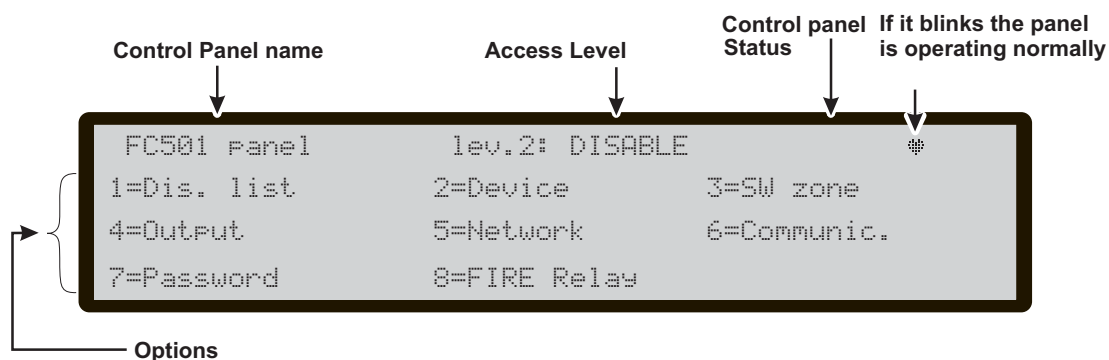 Control Panel name
Access Level
Control panel Status
If it blinks the panel is operating normally
FC501 panel lev.2: DISABLE
1=Dis. list 2=Device 3=SW zone
4=Output 5=Network 6=Communic.
7=Password 8=FIRE Relay
Options